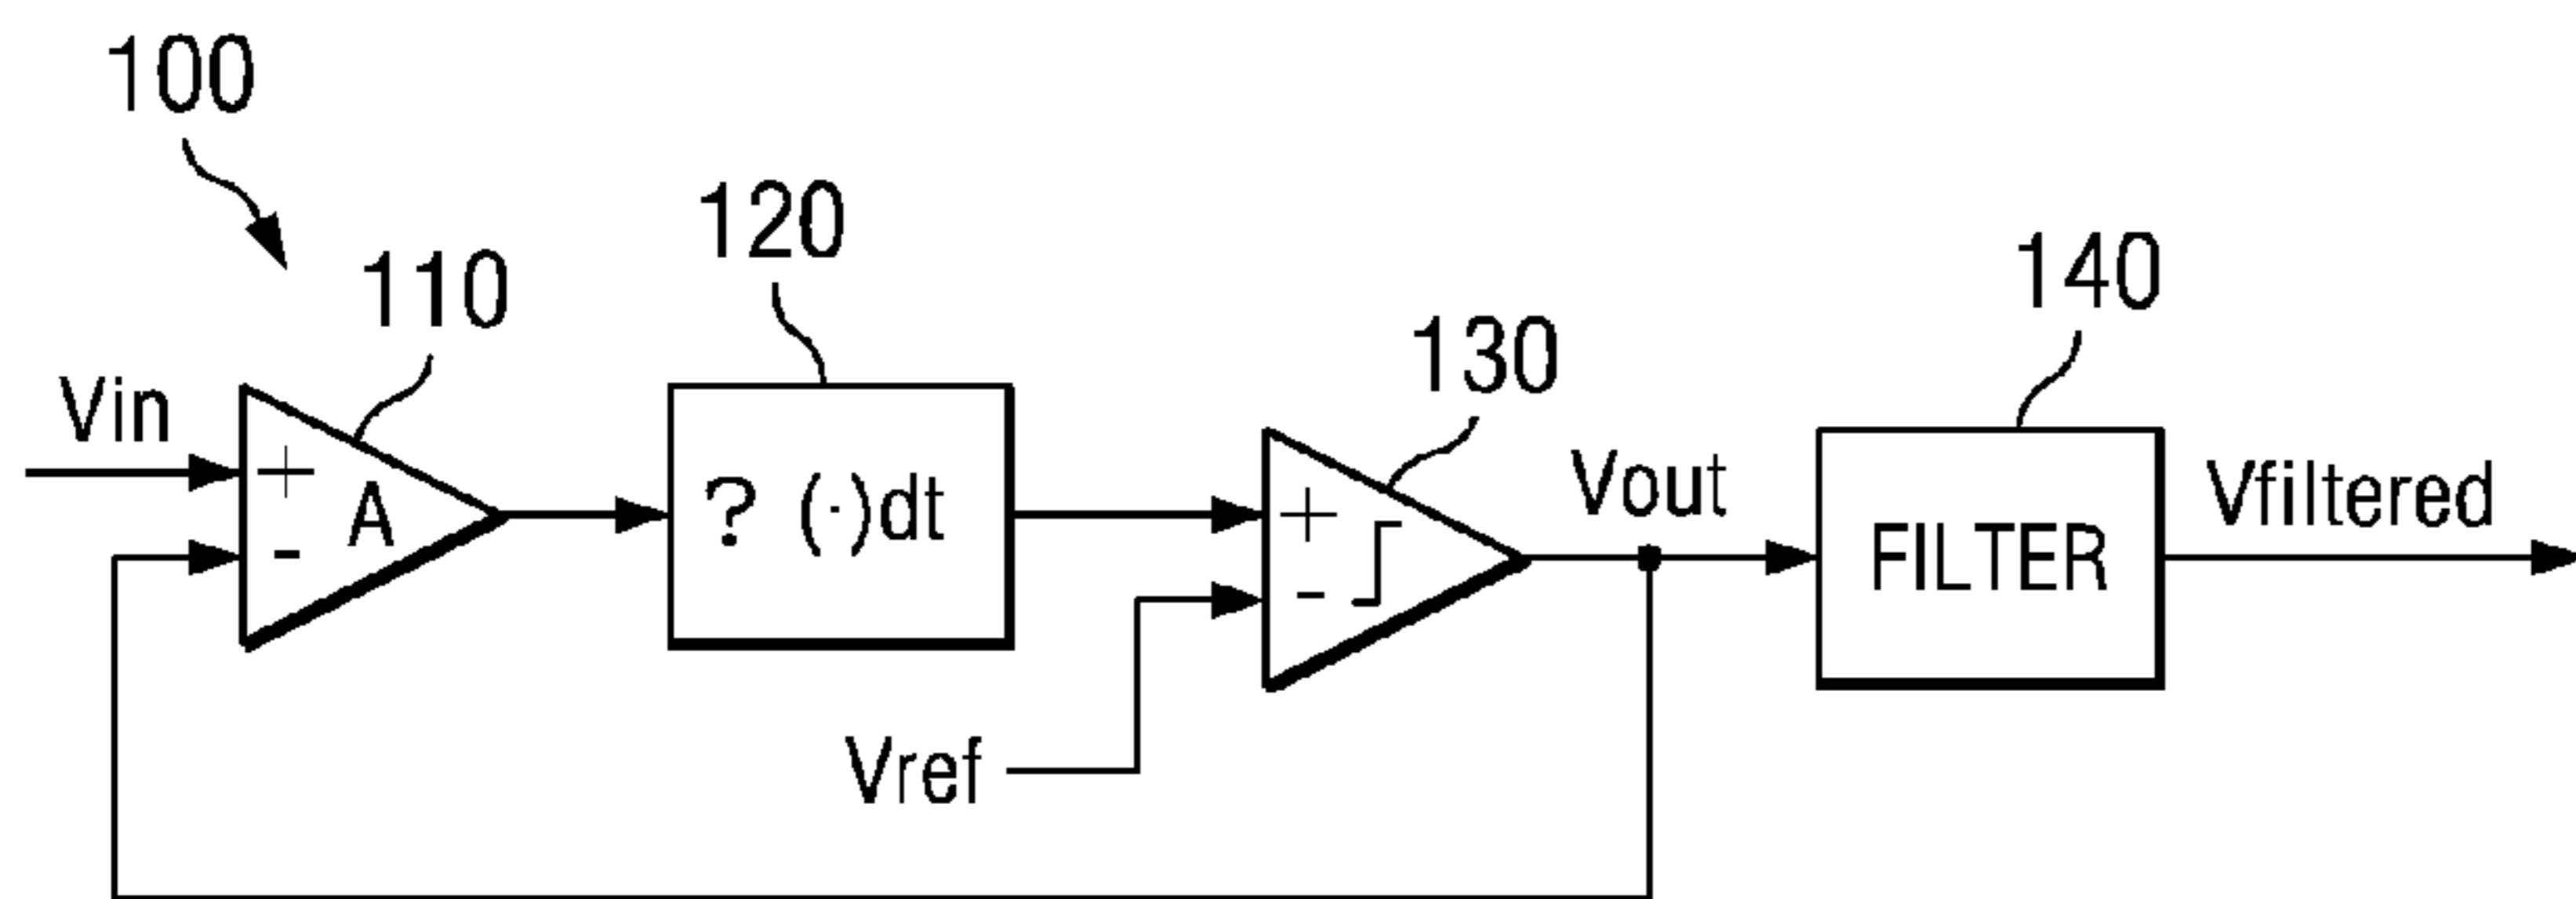 100
110
120
130
140
Vin
+
A
-
? (·)dt
+
-
Vout
FILTER
Vfiltered
Vref